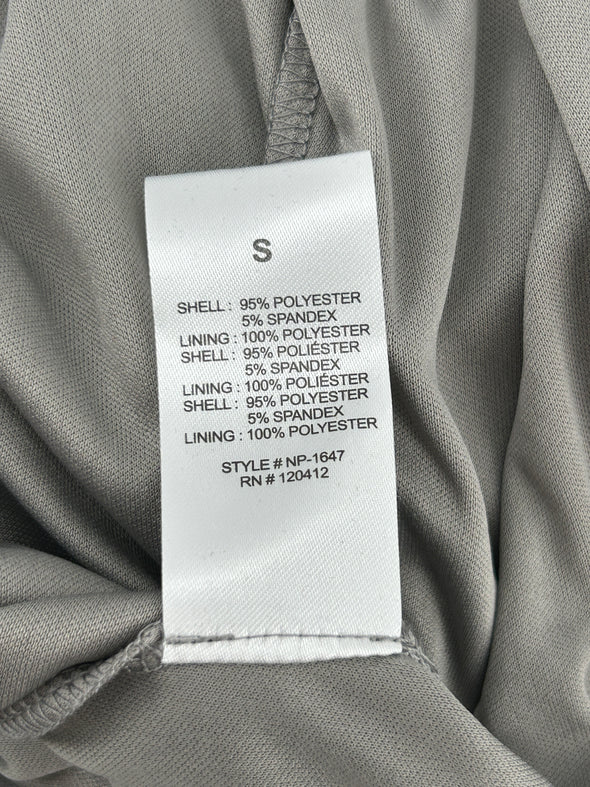 S
SHELL : 95% POLYESTER
5% SPANDEX
LINING : 100% POLYESTER
SHELL : 95% POLIÉSTER
5% SPANDEX
LINING : 100% POLIÉSTER
SHELL : 95% POLYESTER
5% SPANDEX
LINING : 100% POLYESTER
STYLE # NP-1647
RN # 120412